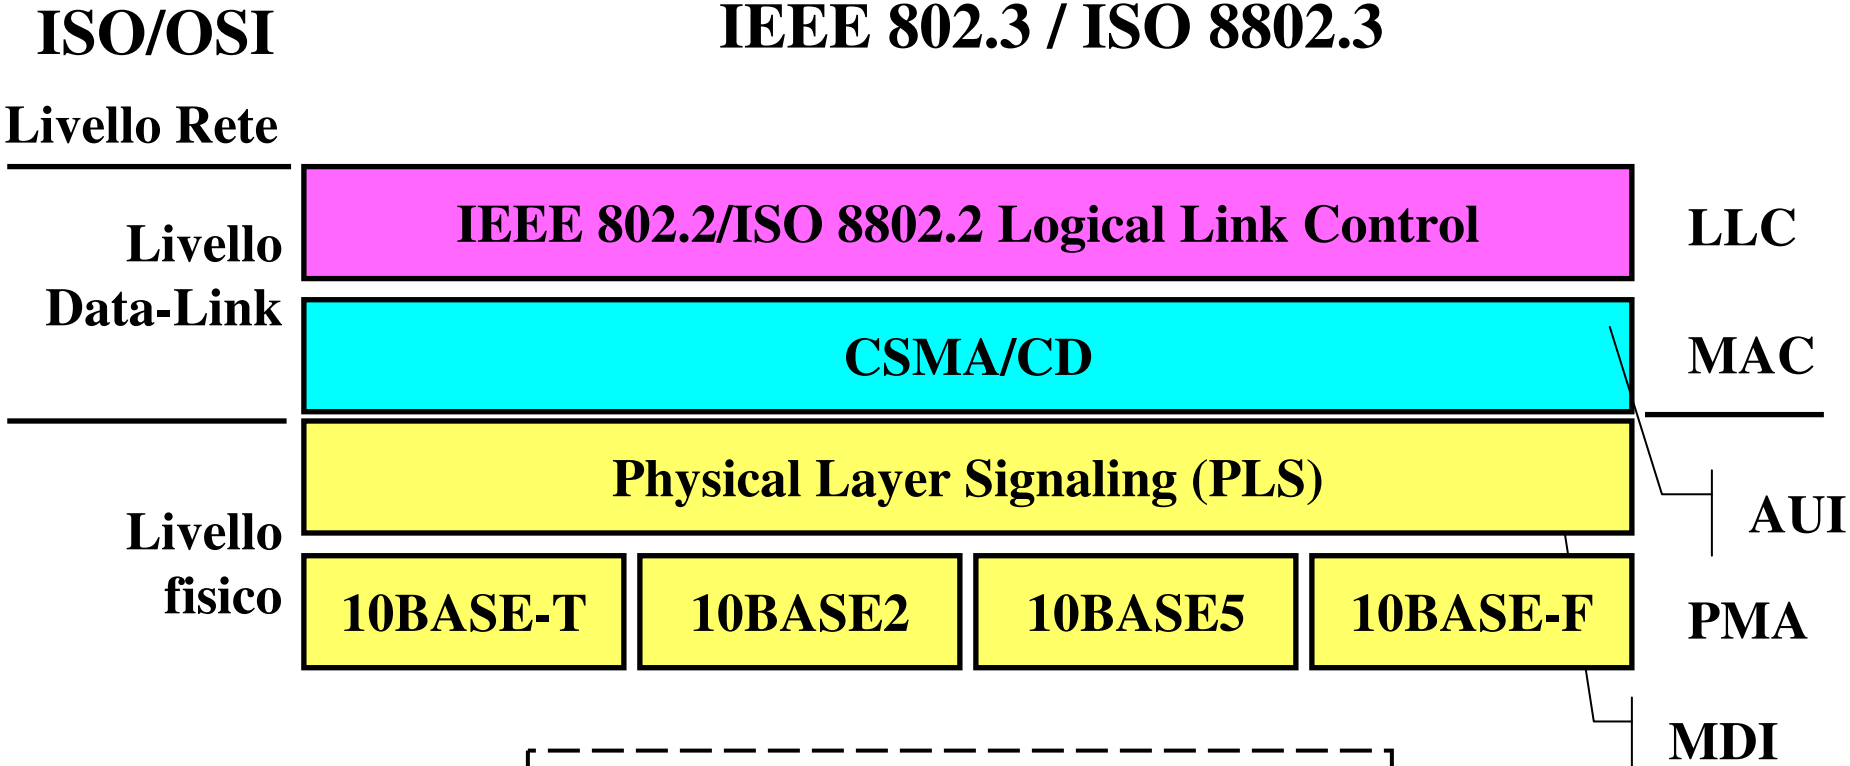 ISO/OSI
IEEE 802.3 / ISO 8802.3
Livello Rete
IEEE 802.2/ISO 8802.2 Logical Link Control
LLC
Livello
Data-Link
CSMA/CD
MAC
Physical Layer Signaling (PLS)
AUI
Livello
fisico
10BASE-T
10BASE2
10BASE5
10BASE-F
PMA
MDI